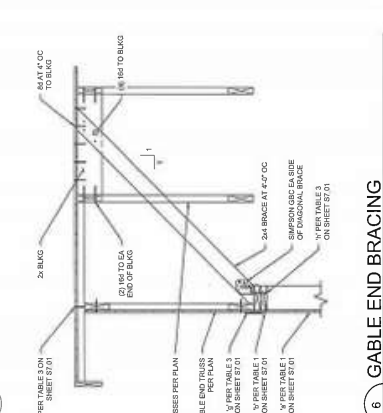 8d AT 4" OC
TO BLKG
(4) 16d TO BLKG
2x BLKG
(2) 16d TO EA
END OF BLKG
1
PER TABLE 3 ON
SHEET S7.01
2x4 BRACE AT 4'-0" OC
SIMPSON GBC EA SIDE
OF DIAGONAL BRACE
'h' PER TABLE 3
ON SHEET S7.01
SSES PER PLAN
BLE END TRUSS
PER PLAN
'g' PER TABLE 3
ON SHEET S7.01
'b' PER TABLE 1
ON SHEET S7.01
'w' PER TABLE 1
ON SHEET S7.01
6
GABLE END BRACING